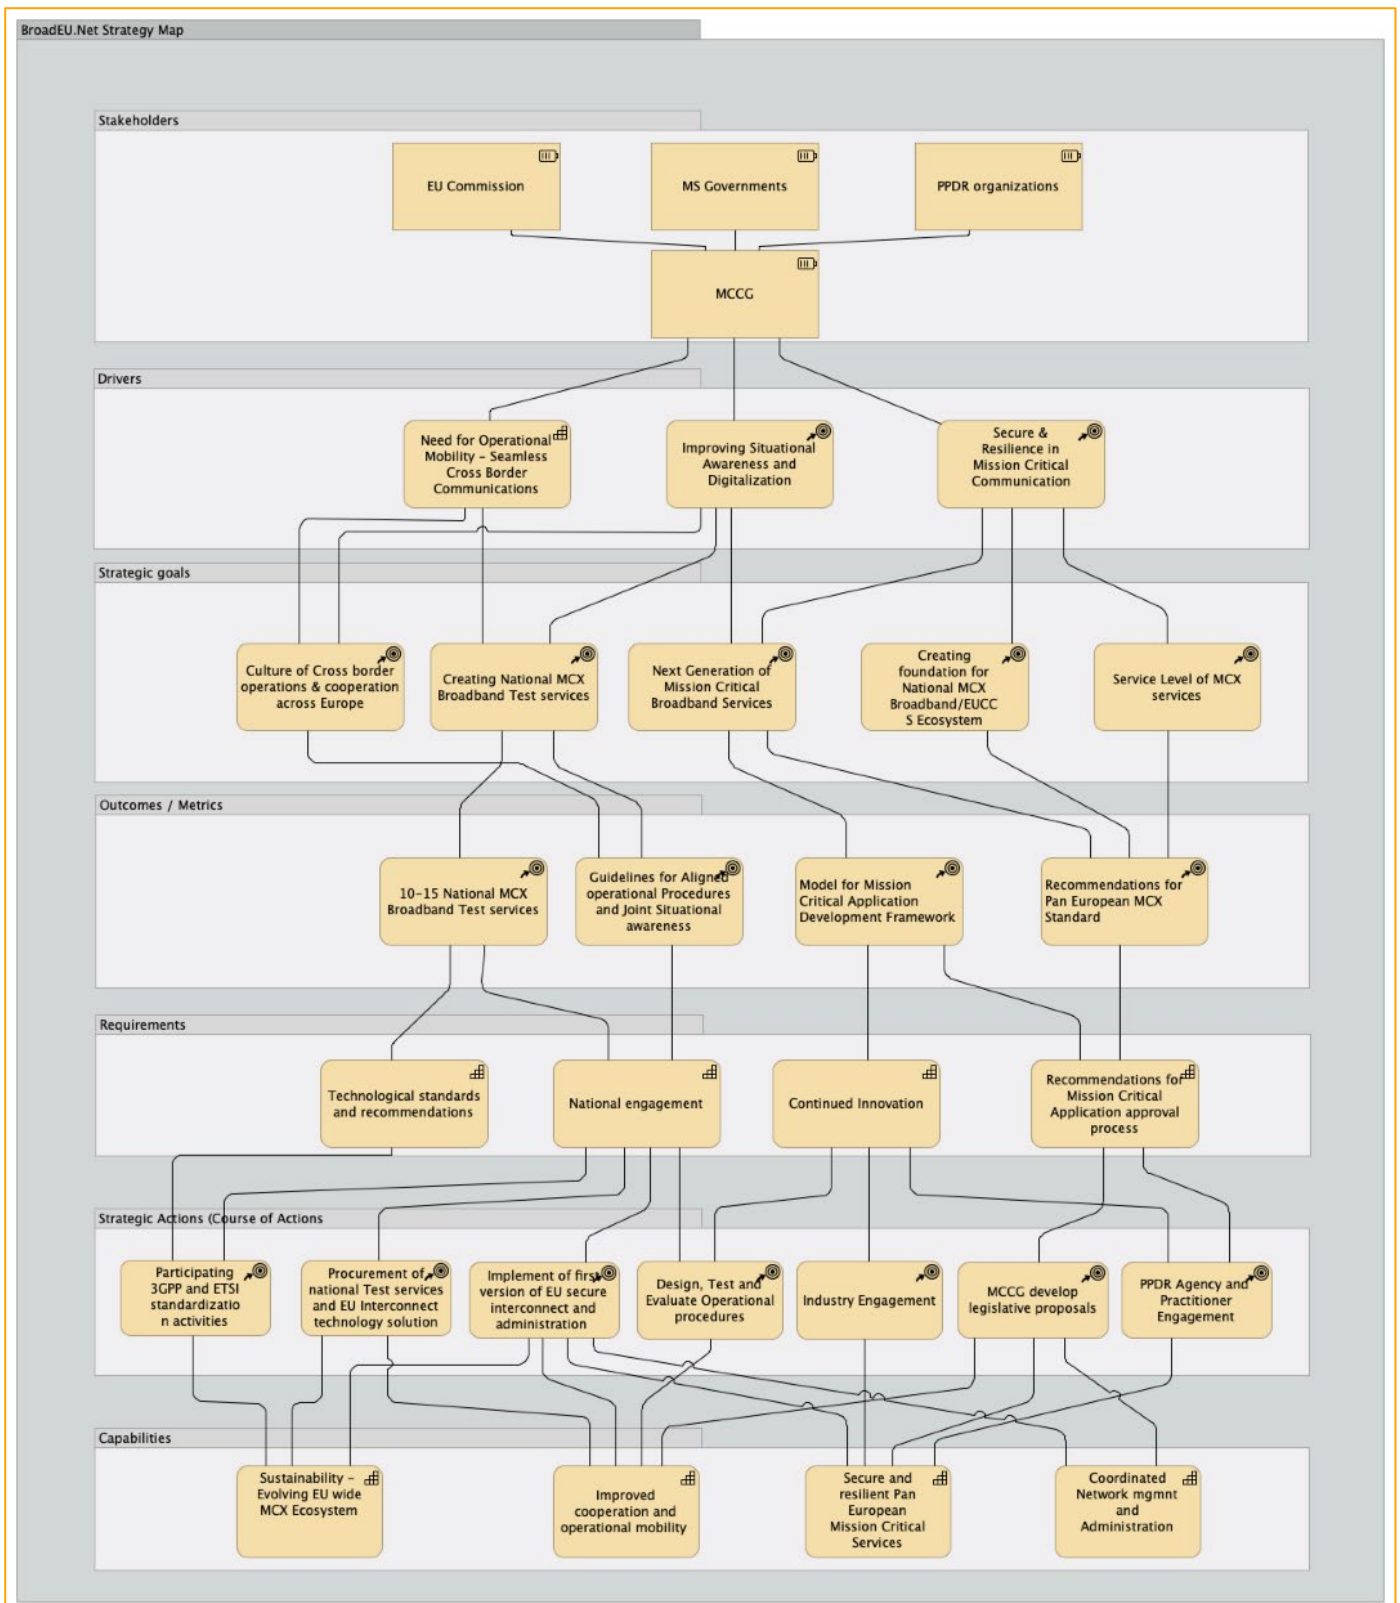 BroadEU.Net Strategy Map
Stakeholders
EU Commission
MS Governments
PPDR organizations
MCCG
Drivers
Need for Operational
Mobility – Seamless
Cross Border
Communications
Improving Situational
Awareness and
Digitalization
Secure &
Resilience in
Mission Critical
Communication
Strategic goals
Culture of Cross border
operations & cooperation
across Europe
Creating National MCX
Broadband Test services
Next Generation of
Mission Critical
Broadband Services
Creating
foundation for
National MCX
Broadband/EUCC
S Ecosystem
Service Level of MCX
services
Outcomes / Metrics
10-15 National MCX
Broadband Test services
Guidelines for Aligned
operational Procedures
and Joint Situational
awareness
Model for Mission
Critical Application
Development Framework
Recommendations for
Pan European MCX
Standard
Requirements
Technological standards
and recommendations
National engagement
Continued Innovation
Recommendations for
Mission Critical
Application approval
process
Strategic Actions (Course of Actions
Participating
3GPP and ETSI
standardizatio
n activities
Procurement of
national Test services
and EU Interconnect
technology solution
Implement of first
version of EU secure
interconnect and
administration
Design, Test and
Evaluate Operational
procedures
Industry Engagement
MCCG develop
legislative proposals
PPDR Agency and
Practitioner
Engagement
Capabilities
Sustainability –
Evolving EU wide
MCX Ecosystem
Improved
cooperation and
operational mobility
Secure and
resilient Pan
European
Mission Critical
Services
Coordinated
Network mgmnt
and
Administration